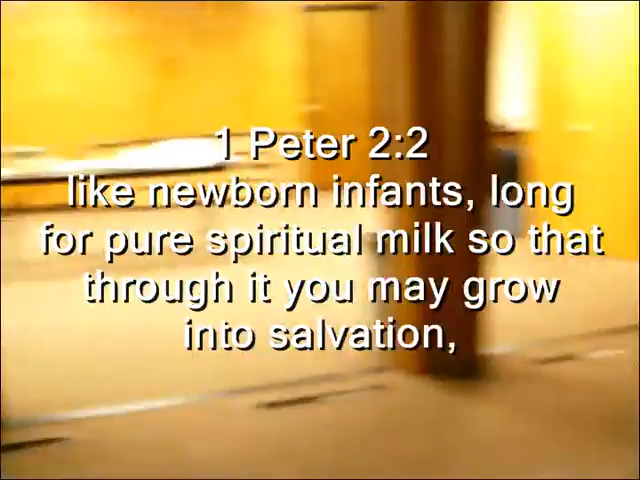 1 Peter 2:2
like newborn infants, long
for pure spiritual milk so that
through it you may grow
into salvation,